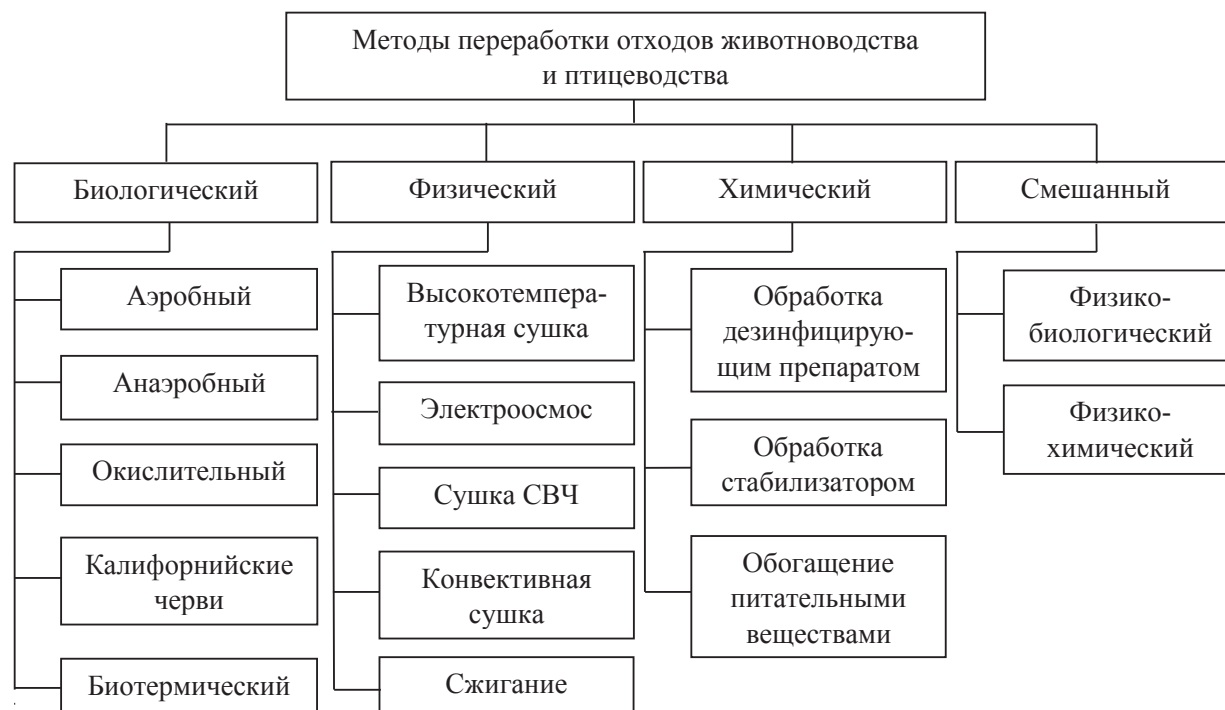 Методы переработки отходов животноводства
и птицеводства
Биологический
Физический
Химический
Смешанный
Аэробный
Анаэробный
Окислительный
Калифорнийские
черви
Биотермический
Высокотемпера-
турная сушка
Электроосмос
Сушка СВЧ
Конвективная
сушка
Сжигание
Обработка
дезинфицирую-
щим препаратом
Обработка
стабилизатором
Обогащение
питательными
веществами
Физико-
биологический
Физико-
химический